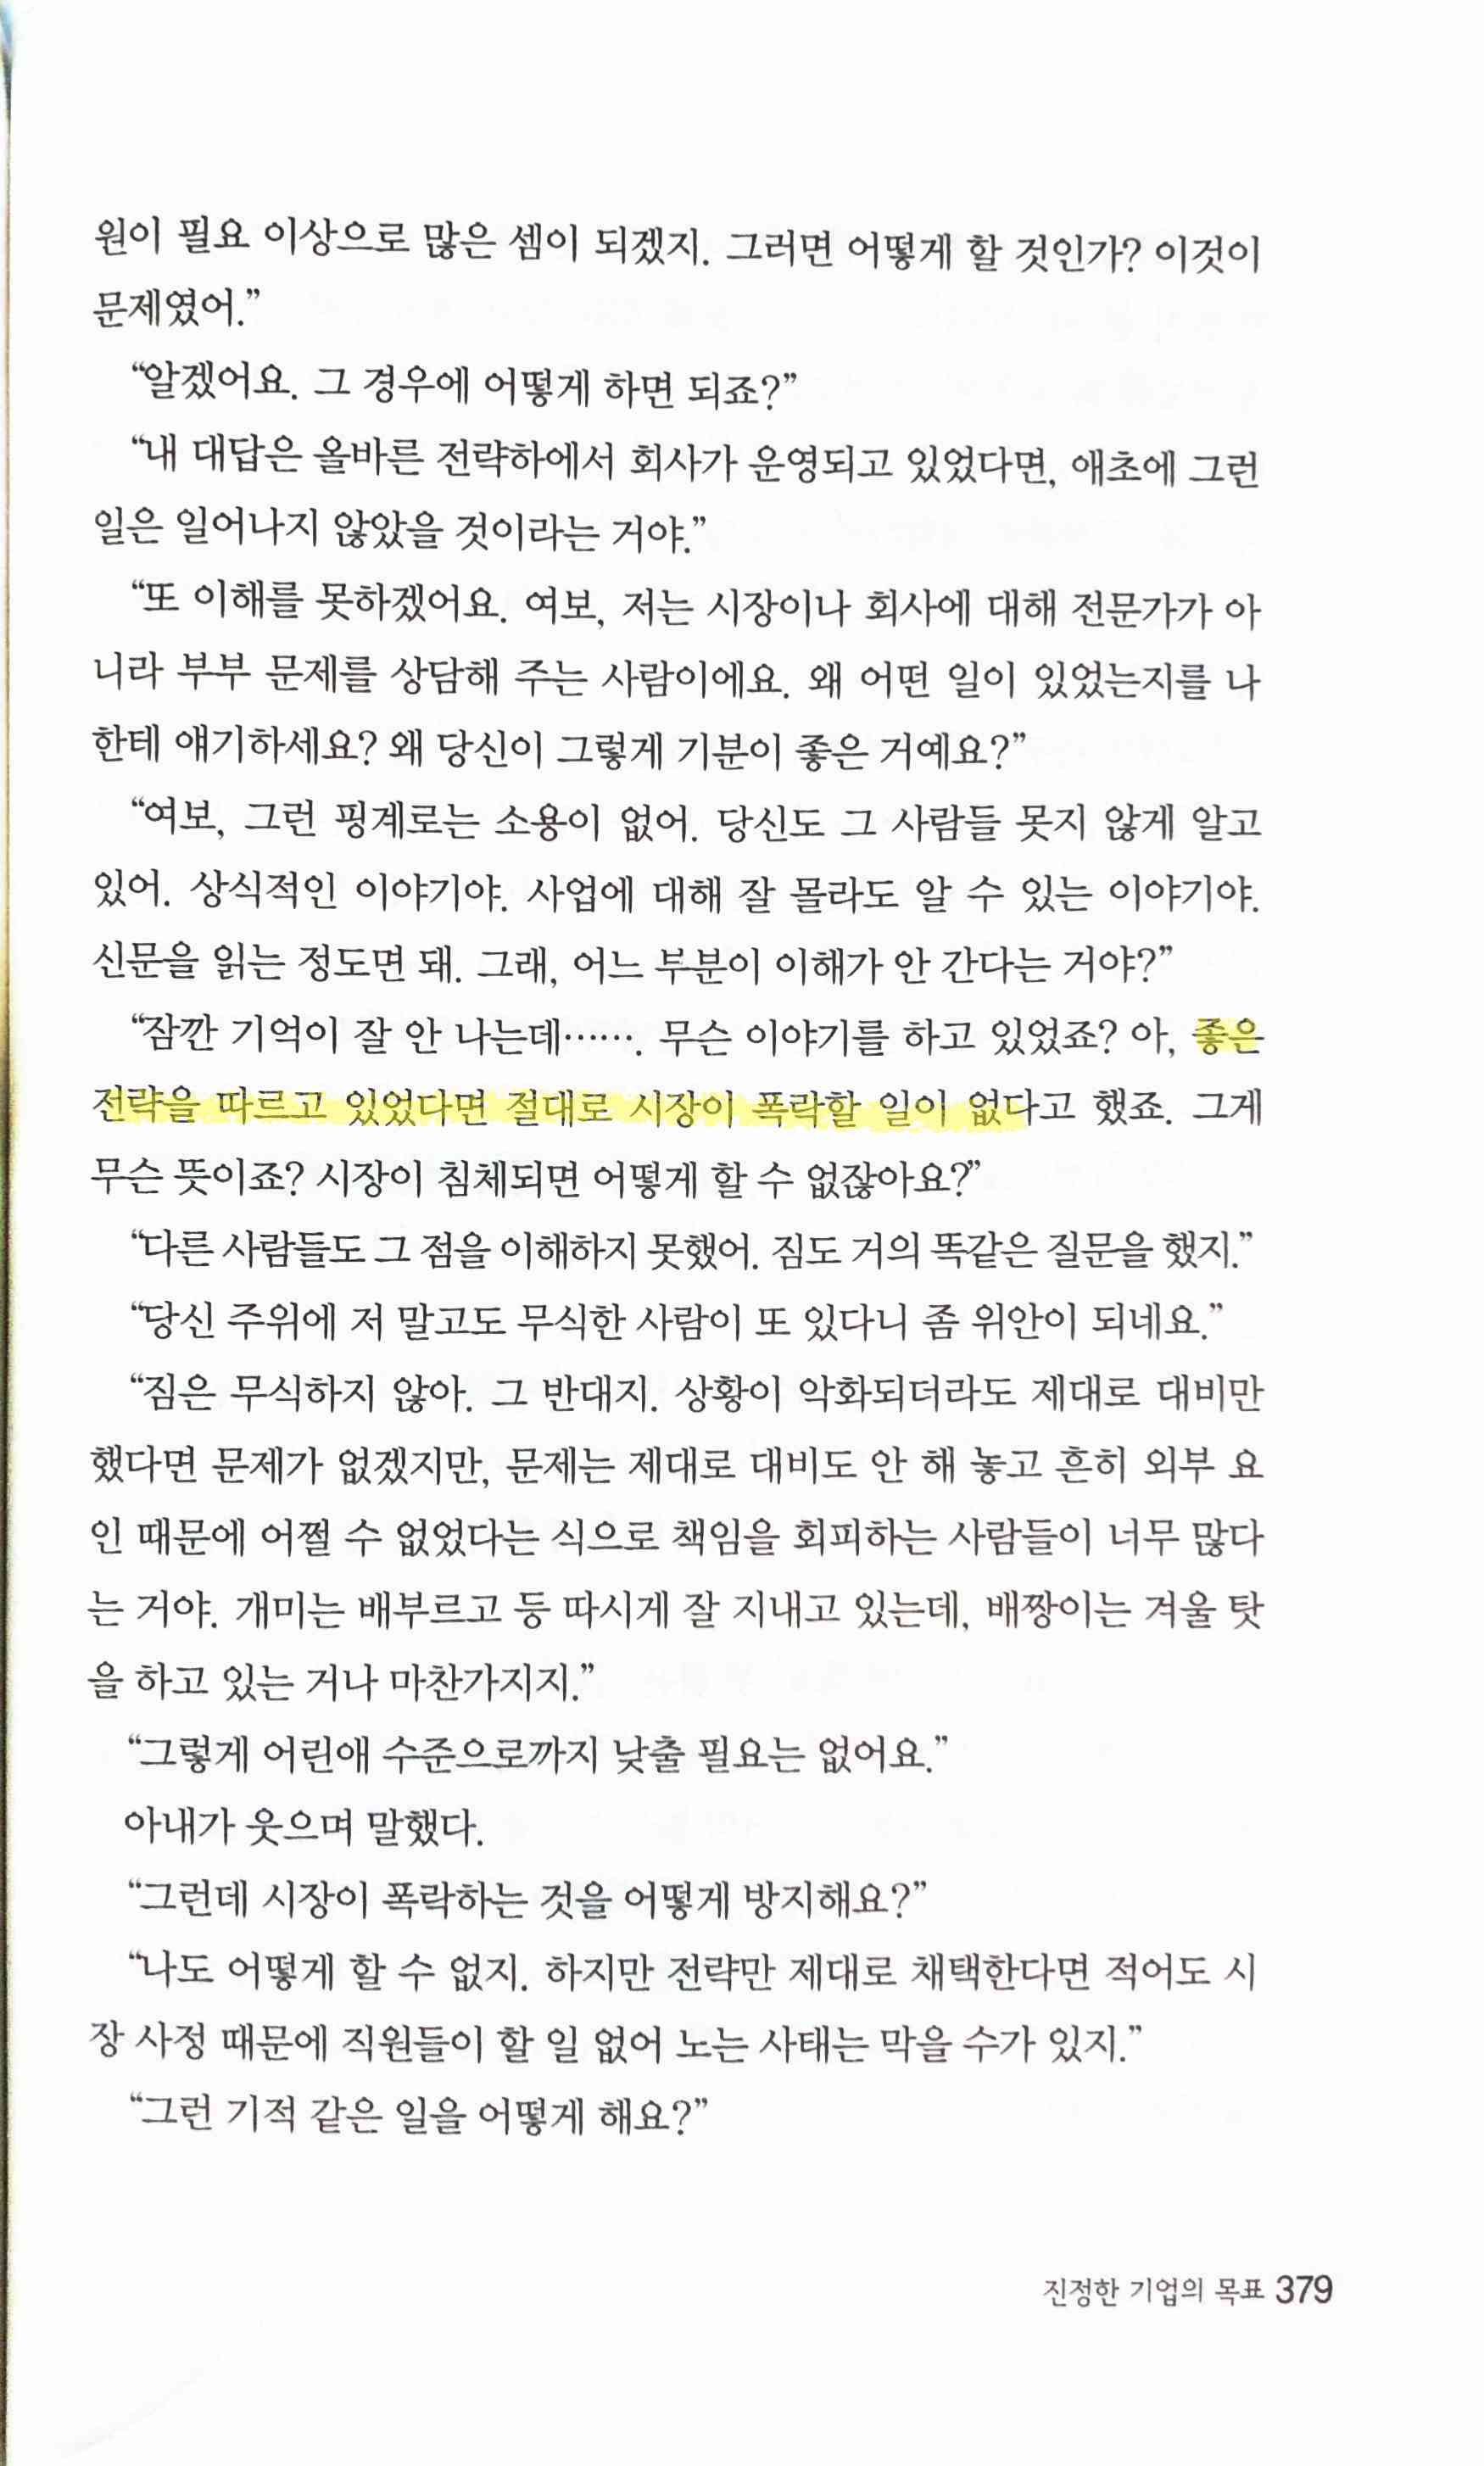 원이 필요 이상으로 많은 셈이 되겠지. 그러면 어떻게 할 것인가? 이것이
문제였어.”
“알겠어요. 그 경우에 어떻게 하면 되죠?”
“내 대답은 올바른 전략하에서 회사가 운영되고 있었다면, 애초에 그런
일은 일어나지 않았을 것이라는 거야.”
“또 이해를 못하겠어요. 여보, 저는 시장이나 회사에 대해 전문가가 아
니라 부부 문제를 상담해 주는 사람이에요. 왜 어떤 일이 있었는지를 나
한테 얘기하세요? 왜 당신이 그렇게 기분이 좋은 거예요?”
“여보, 그런 핑계로는 소용이 없어. 당신도 그 사람들 못지 않게 알고
있어. 상식적인 이야기야. 사업에 대해 잘 몰라도 알 수 있는 이야기야.
신문을 읽는 정도면 돼. 그래, 어느 부분이 이해가 안 간다는 거야?”
“잠깐 기억이 잘 안 나는데……. 무슨 이야기를 하고 있었죠? 아, 좋은
전략을 따르고 있었다면 절대로 시장이 폭락할 일이 없다고 했죠. 그게
무슨 뜻이죠? 시장이 침체되면 어떻게 할 수 없잖아요?”
“다른 사람들도 그 점을 이해하지 못했어. 짐도 거의 똑같은 질문을 했지.”
“당신 주위에 저 말고도 무식한 사람이 또 있다니 좀 위안이 되네요.”
“짐은 무식하지 않아. 그 반대지. 상황이 악화되더라도 제대로 대비만
했다면 문제가 없겠지만, 문제는 제대로 대비도 안 해 놓고 흔히 외부 요
인 때문에 어쩔 수 없었다는 식으로 책임을 회피하는 사람들이 너무 많다
는 거야. 개미는 배부르고 등 따시게 잘 지내고 있는데, 배짱이는 겨울 탓
을 하고 있는 거나 마찬가지지.”
“그렇게 어린애 수준으로까지 낮출 필요는 없어요.”
아내가 웃으며 말했다.
“그런데 시장이 폭락하는 것을 어떻게 방지해요?”
“나도 어떻게 할 수 없지. 하지만 전략만 제대로 채택한다면 적어도 시
장 사정 때문에 직원들이 할 일 없어 노는 사태는 막을 수가 있지.”
“그런 기적 같은 일을 어떻게 해요?”
진정한 기업의 목표 379